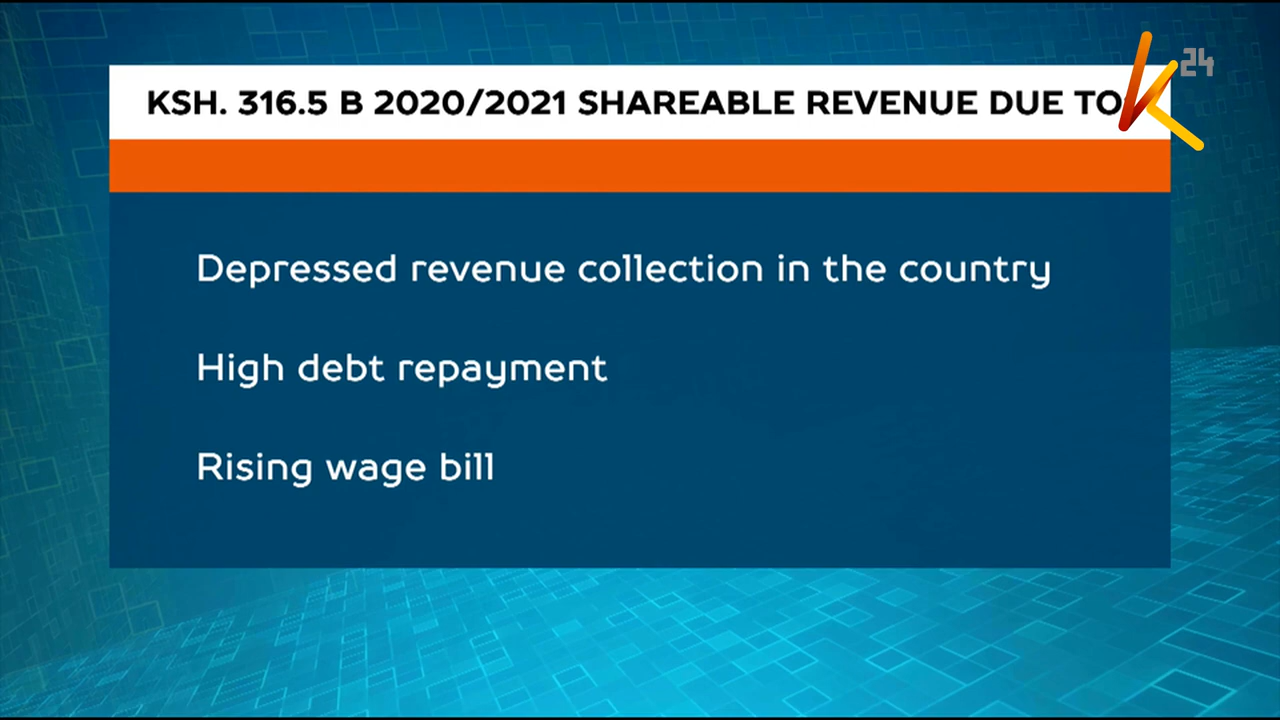 KSH. 316.5 B 2020/2021 SHAREABLE REVENUE DUE TO
24
Depressed revenue collection in the country
High debt repayment
Rising wage bill